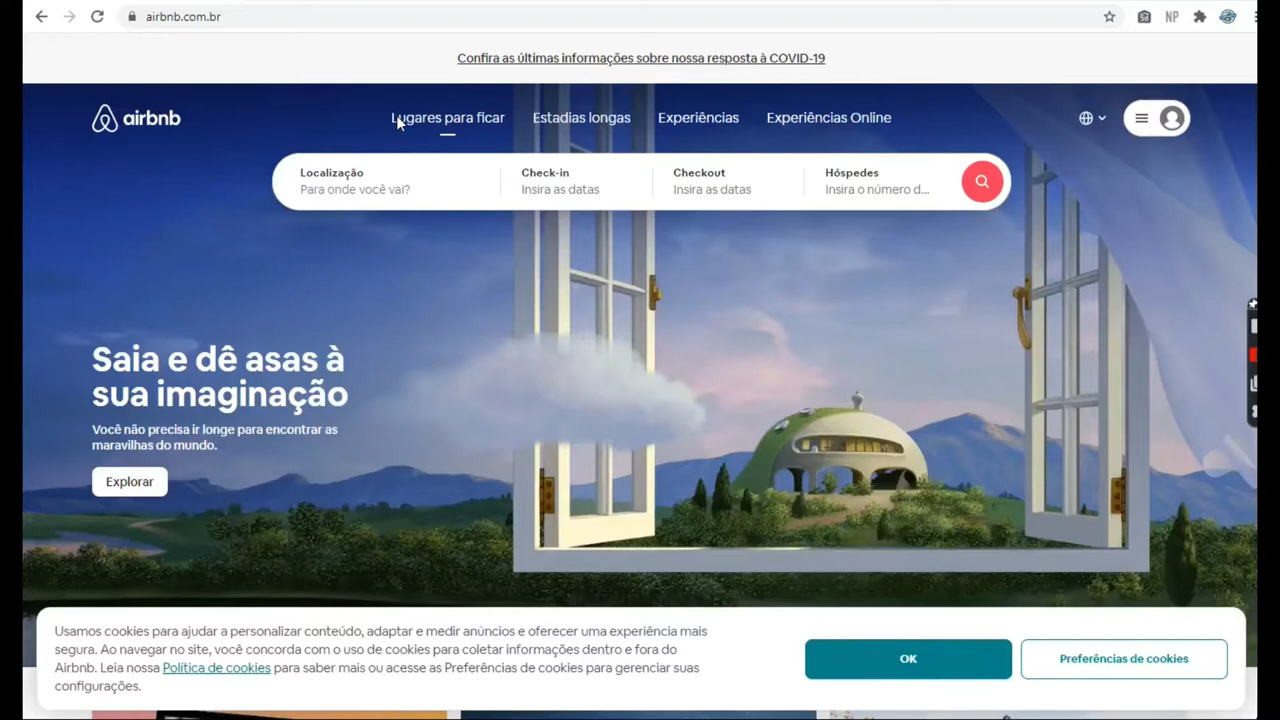 airbnb.com.br
NP
Confira as últimas informações sobre nossa resposta à COVID-19
airbnb
Lugares para ficar
Estadias longas
Experiências
Experiências Online
Localização
Para onde você vai?
Check-in
Insira as datas
Checkout
Insira as datas
Hóspedes
Insira o número d...
Saia e dê asas à
sua imaginação
Você não precisa ir longe para encontrar as
maravilhas do mundo.
Explorar
Usamos cookies para ajudar a personalizar conteúdo, adaptar e medir anúncios e oferecer uma experiência mais
segura. Ao navegar no site, você concorda com o uso de cookies para coletar informações dentro e fora do
Airbnb. Leia nossa Política de cookies para saber mais ou acesse as Preferências de cookies para gerenciar suas
configurações.
OK
Preferências de cookies